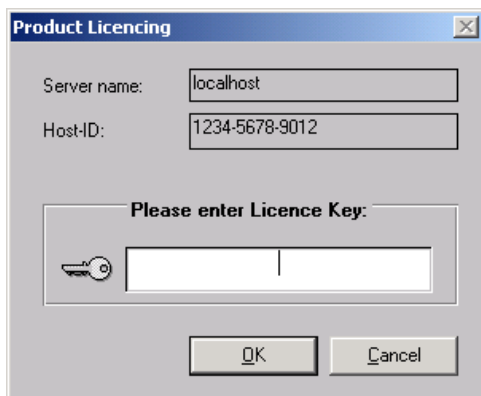 Product Licencing
Server name: localhost
Host-ID: 1234-5678-9012
Please enter Licence Key:
OK Cancel